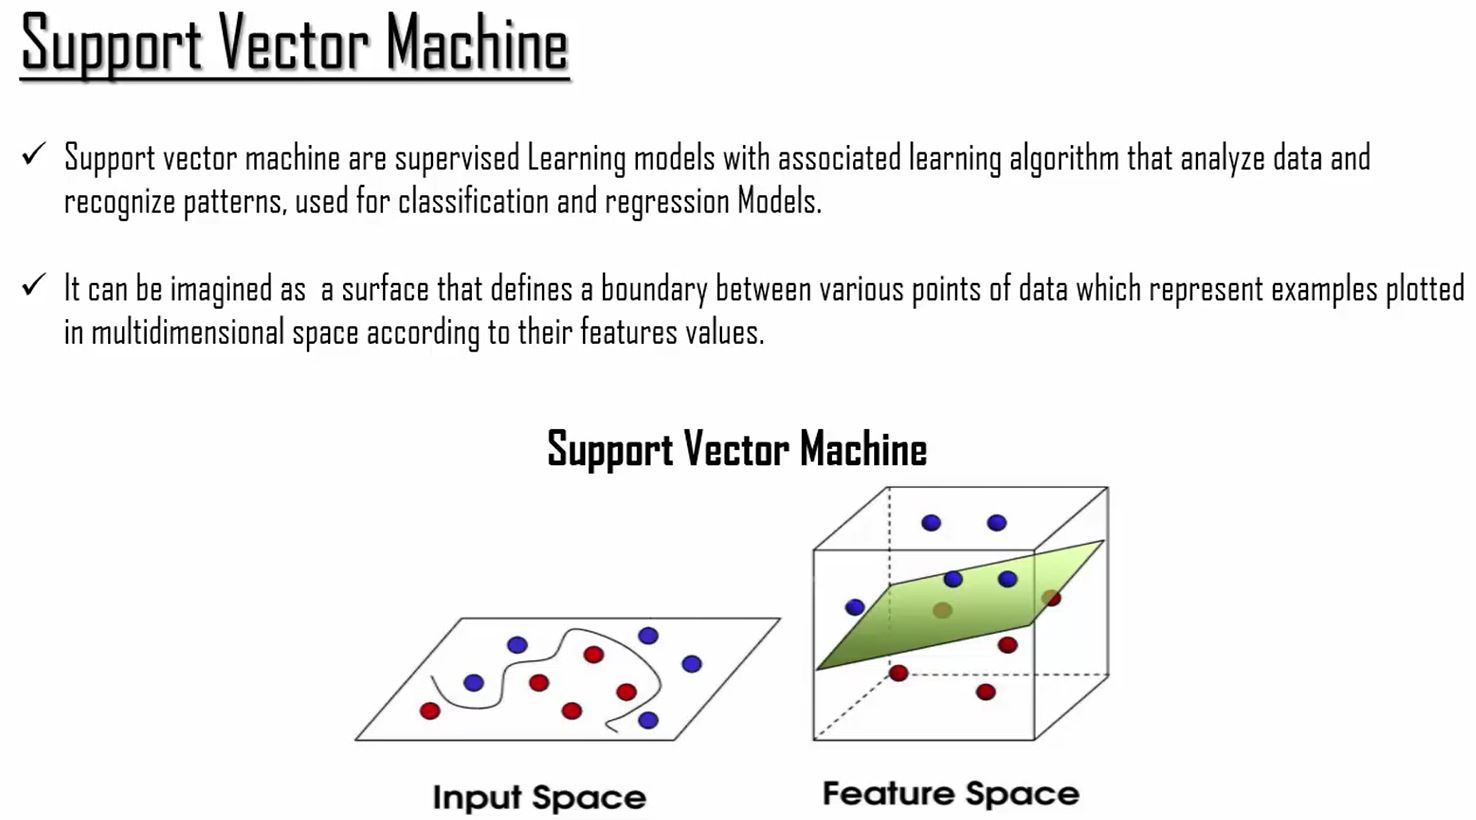 Support Vector Machine
✓ Support vector machine are supervised Learning models with associated learning algorithm that analyze data and
recognize patterns, used for classification and regression Models.
✓ It can be imagined as a surface that defines a boundary between various points of data which represent examples plotted
in multidimensional space according to their features values.
Support Vector Machine
Input Space
Feature Space